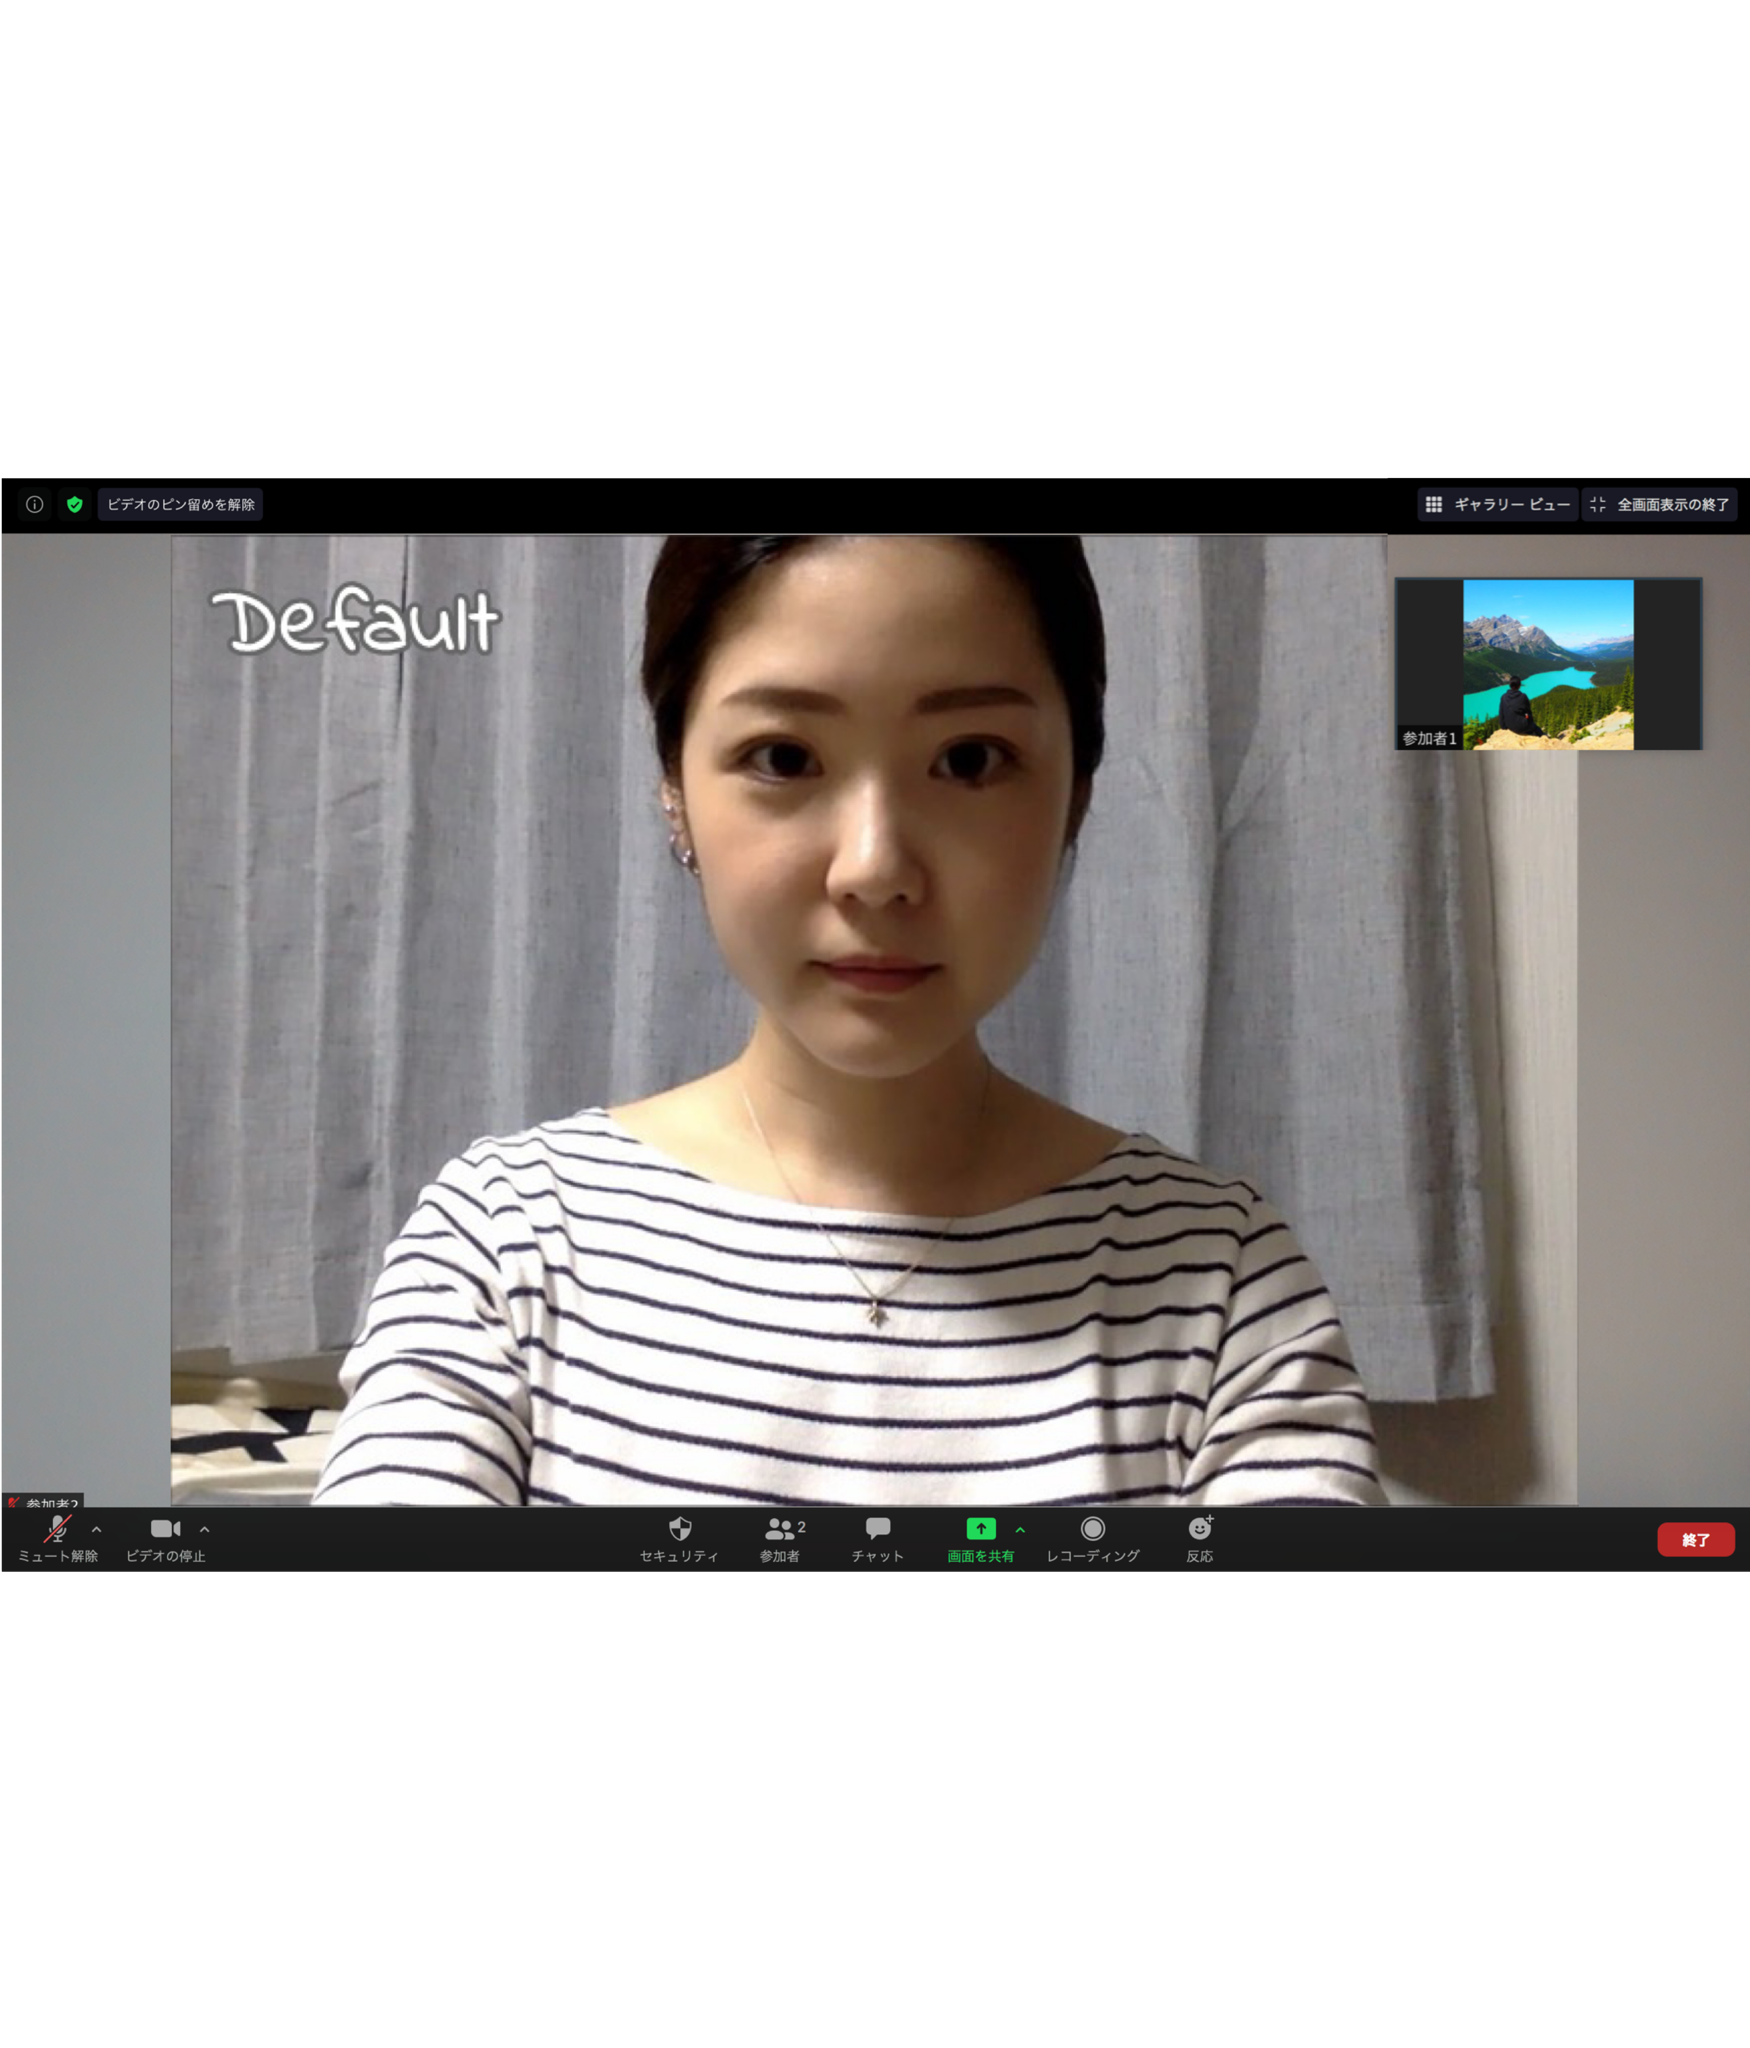 ビデオのピン留めを解除
ギャラリー ビュー
全画面表示の終了
Default
参加者1
参加者2
ミュート解除
ビデオの停止
セキュリティ
参加者
2
チャット
画面を共有
レコーディング
反応
終了